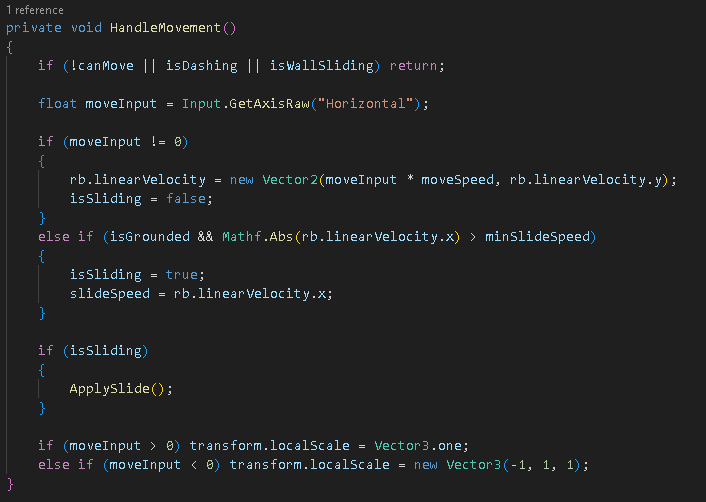 1 reference
private void HandleMovement()
{
    if (!canMove || isDashing || isWallSliding) return;

    float moveInput = Input.GetAxisRaw("Horizontal");

    if (moveInput != 0)
    {
        rb.linearVelocity = new Vector2(moveInput * moveSpeed, rb.linearVelocity.y);
        isSliding = false;
    }
    else if (isGrounded && Mathf.Abs(rb.linearVelocity.x) > minSlideSpeed)
    {
        isSliding = true;
        slideSpeed = rb.linearVelocity.x;
    }

    if (isSliding)
    {
        ApplySlide();
    }

    if (moveInput > 0) transform.localScale = Vector3.one;
    else if (moveInput < 0) transform.localScale = new Vector3(-1, 1, 1);
}